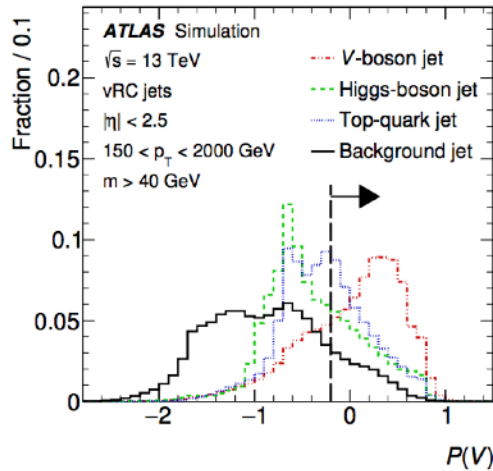 ATLAS Simulation
√s = 13 TeV
vRC jets
|η| < 2.5
150 < p_T < 2000 GeV
m > 40 GeV
V-boson jet
Higgs-boson jet
Top-quark jet
Background jet
Fraction / 0.1
0.2
0.15
0.1
0.05
0
−2
−1
0
1
P(V)